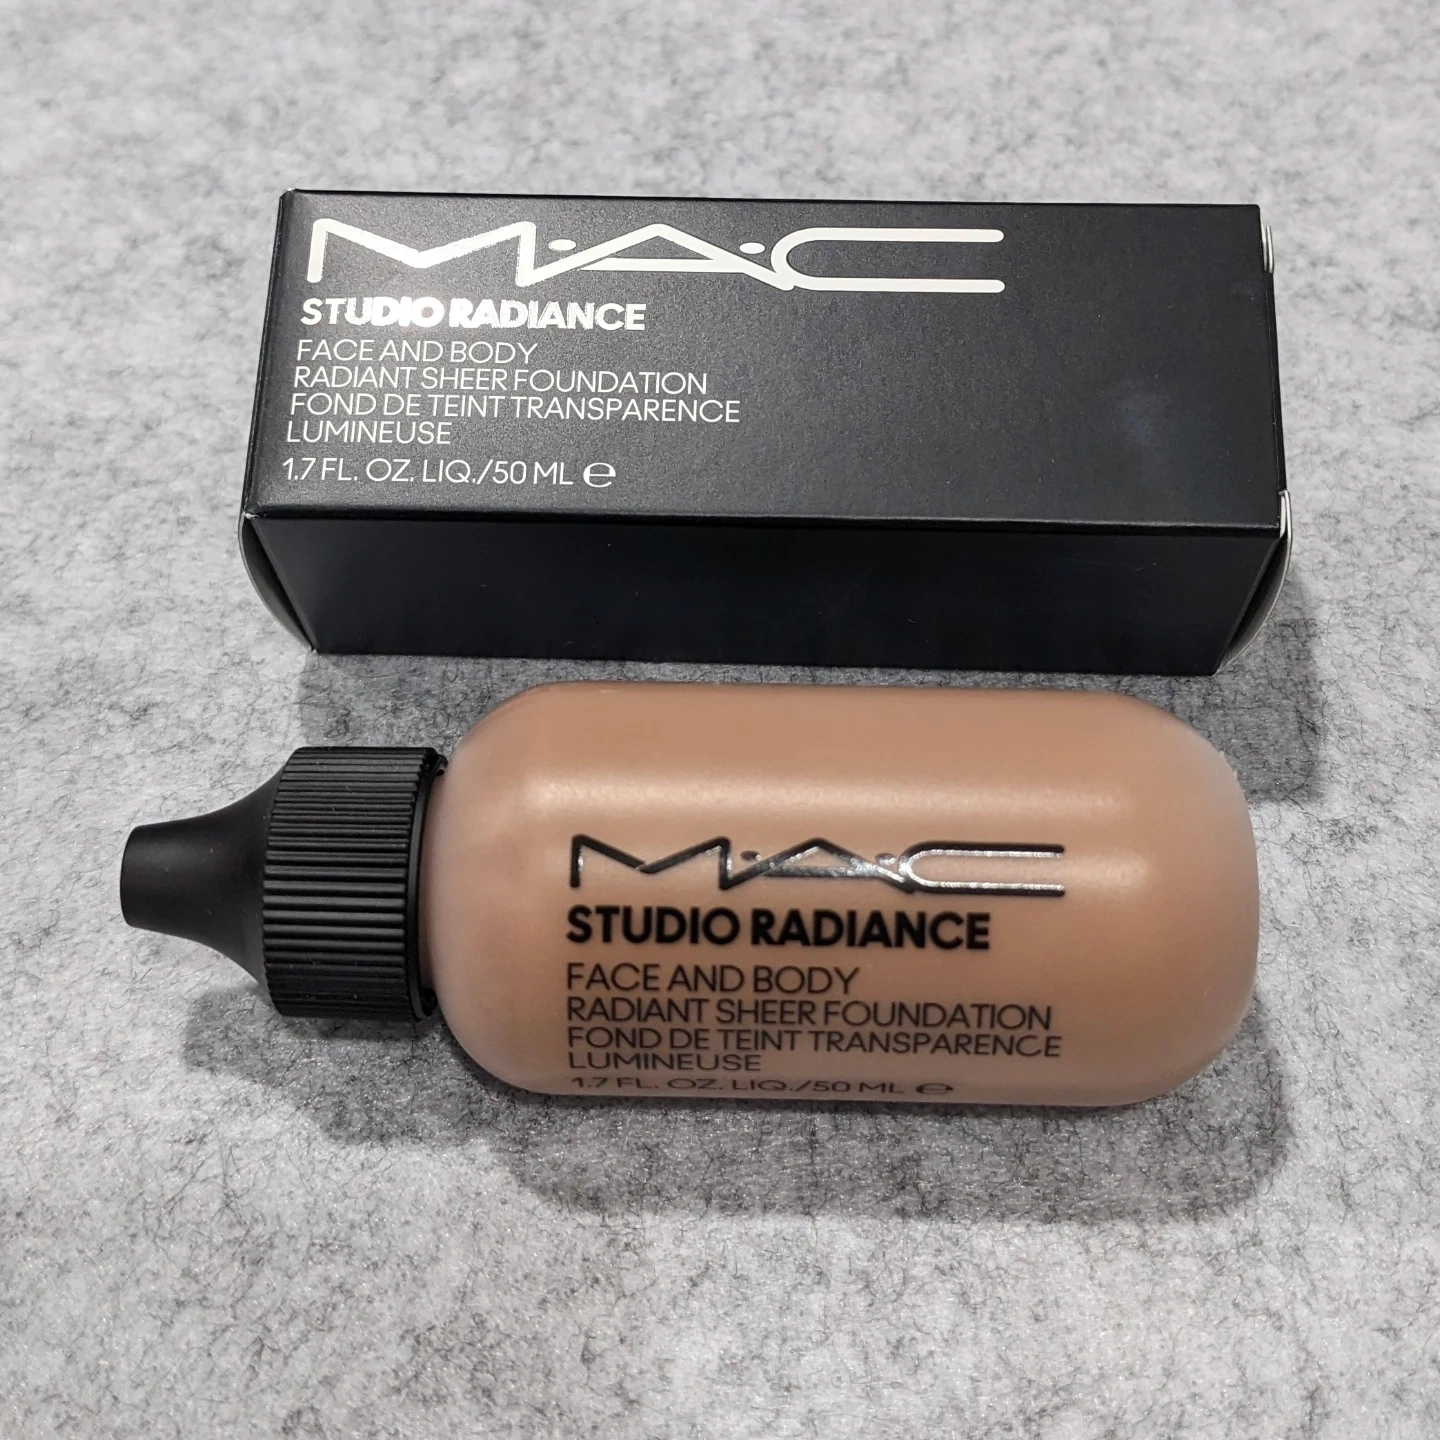 M·A·C
STUDIO RADIANCE
FACE AND BODY
RADIANT SHEER FOUNDATION
FOND DE TEINT TRANSPARENCE
LUMINEUSE
1.7 FL. OZ. LIQ./50 ML ℮
M·A·C
STUDIO RADIANCE
FACE AND BODY
RADIANT SHEER FOUNDATION
FOND DE TEINT TRANSPARENCE
LUMINEUSE
1.7 FL. OZ. LIQ./50 ML ℮